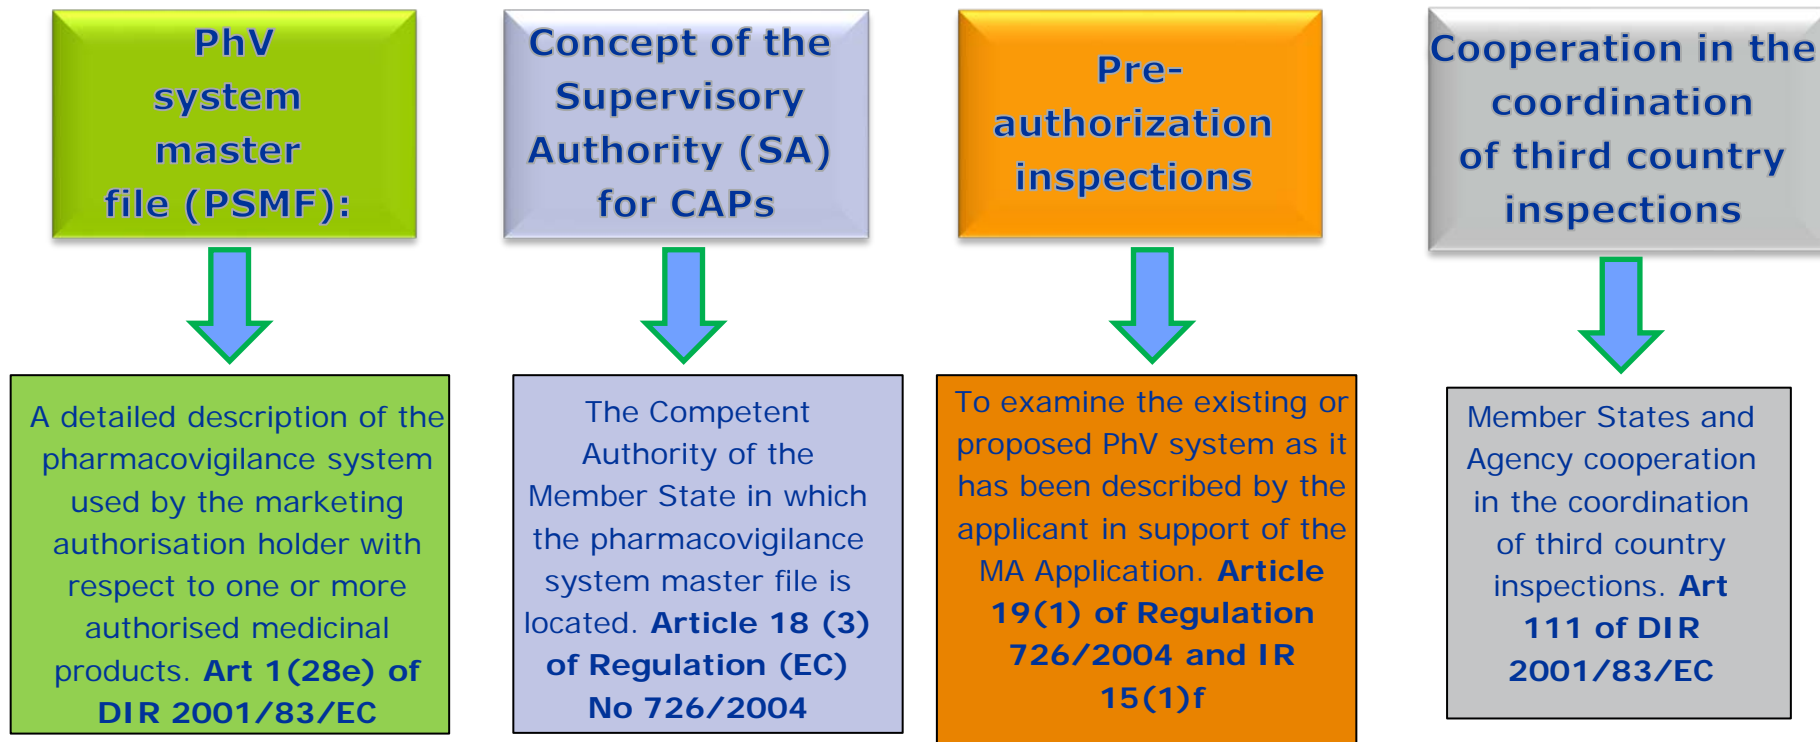 PhV
system
master
file (PSMF):
A detailed description of the
pharmacovigilance system
used by the marketing
authorisation holder with
respect to one or more
authorised medicinal
products. Art 1(28e) of
DIR 2001/83/EC
Concept of the
Supervisory
Authority (SA)
for CAPs
The Competent
Authority of the
Member State in which
the pharmacovigilance
system master file is
located. Article 18 (3)
of Regulation (EC)
No 726/2004
Pre-
authorization
inspections
To examine the existing or
proposed PhV system as it
has been described by the
applicant in support of the
MA Application. Article
19(1) of Regulation
726/2004 and IR
15(1)f
Cooperation in the
coordination
of third country
inspections
Member States and
Agency cooperation
in the coordination
of third country
inspections. Art
111 of DIR
2001/83/EC